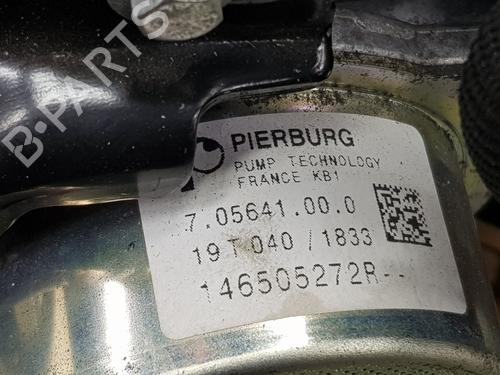 B-PARTS
PIERBURG
PUMP TECHNOLOGY
FRANCE KB1
7.05641.00.0
19T040 /1833
146505272R--